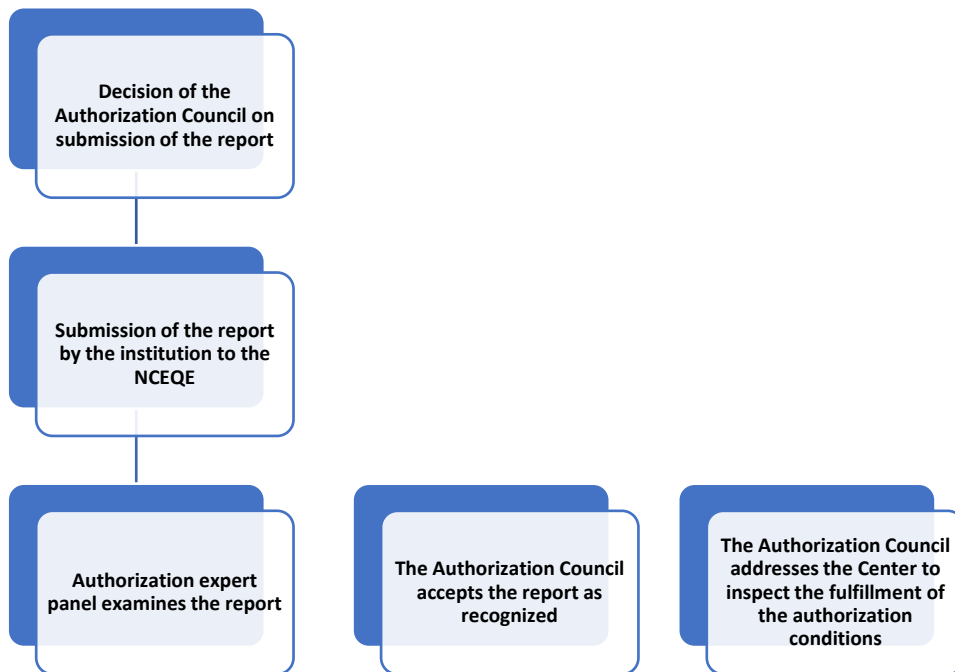 Decision of the
Authorization Council on
submission of the report
Submission of the report
by the institution to the
NCEQE
Authorization expert
panel examines the report
The Authorization Council
accepts the report as
recognized
The Authorization Council
addresses the Center to
inspect the fulfillment of
the authorization
conditions